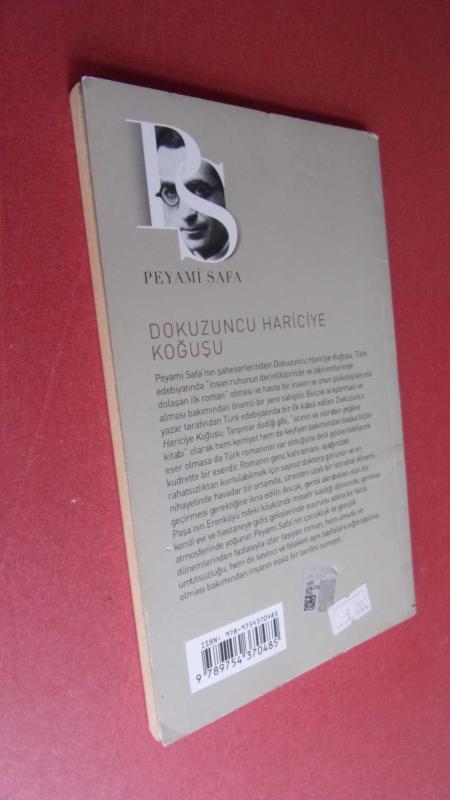 PS
PEYAMİ SAFA
DOKUZUNCU HARİCİYE
KOĞUŞU
Peyami Safa'nın şaheserlerinden Dokuzuncu Hariciye Koğuşu, Türk
edebiyatında "insan ruhunun derinliklerinde ve labirentlerinde
dolaşan ilk roman" olması ve hasta bir insanı ve onun psikolojisini ele
alması bakımından önemli bir yere sahiptir. Birçok araştırmacı ve
yazar tarafından Türk edebiyatında bir ilk kabul edilen Dokuzuncu
Hariciye Koğuşu, Tanpınar dediği gibi, "acının ve ıstırabın yegâne
kitabı" olarak hem kemiyet hem de keyfiyet bakımından başka hiçbir
eser olmasa da Türk romanının var olduğuna delil gösterilebilecek
kudrette bir eserdir. Romanın genç kahramanı, ayağındaki
rahatsızlıktan kurtulabilmek için sayısız doktora görünür ve en
nihayetinde havadar bir ortamda, stresten uzak bir istirahat dönemi
geçirmesi gerektiğine ikna edilir. Ancak, gerek akrabaları olan bir
Paşa'nın Erenköyü'ndeki köşkünde misafir kaldığı dönemde, gerekse
kendi evi ve hastaneye gidiş gelişlerinde şuurunu adeta bir facia
atmosferinde yoğurur. Peyami Safa'nın çocukluk ve gençlik
dönemlerinden fazlasıyla izler taşıyan roman, hem umudu ve
umutsuzluğu, hem de sevinci ve felaketi aynı sayfalara sığdırabilmiş
olması bakımından insanın eşsiz bir tarifini sunuyor.
ISBN: 978-9754370485
9 789754 370485